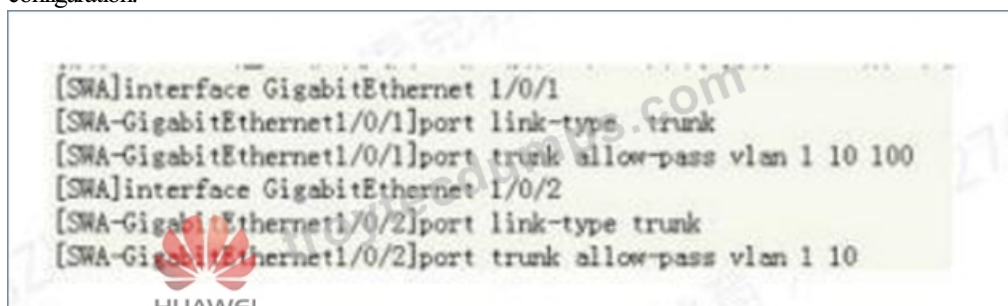 configuration.
[SWA]interface GigabitEthernet 1/0/1
[SWA-GigabitEthernet1/0/1]port link-type trunk
[SWA-GigabitEthernet1/0/1]port trunk allow-pass vlan 1 10 100
[SWA]interface GigabitEthernet 1/0/2
[SWA-GigabitEthernet1/0/2]port link-type trunk
[SWA-GigabitEthernet1/0/2]port trunk allow-pass vlan 1 10
HUAWEI